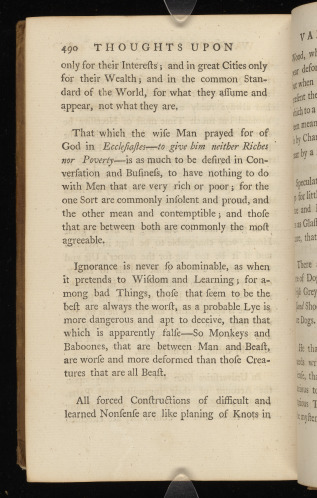 490 THOUGHTS UPON
only for their Intereſts; and in great Cities only
for their Wealth; and in the common Stan-
dard of the World, for what they aſſume and
appear, not what they are.
That which the wiſe Man prayed for of
God in Eccleſiaſtes—to give him neither Riches
nor Poverty—is as much to be deſired in Con-
verſation and Buſineſs, to have nothing to do
with Men that are very rich or poor; for the
one Sort are commonly inſolent and proud, and
the other mean and contemptible; and thoſe
that are between both are commonly the moſt
agreeable.
Ignorance is never ſo abominable, as when
it pretends to Wiſdom and Learning; for a-
mong bad Things, thoſe that ſeem to be the
beſt are always the worſt, as a probable Lye is
more dangerous and apt to deceive, than that
which is apparently falſe—So Monkeys and
Baboones, that are between Man and Beaſt,
are worſe and more deformed than thoſe Crea-
tures that are all Beaſt.
All forced Conſtructions of difficult and
learned Nonſenſe are like planing of Knots in